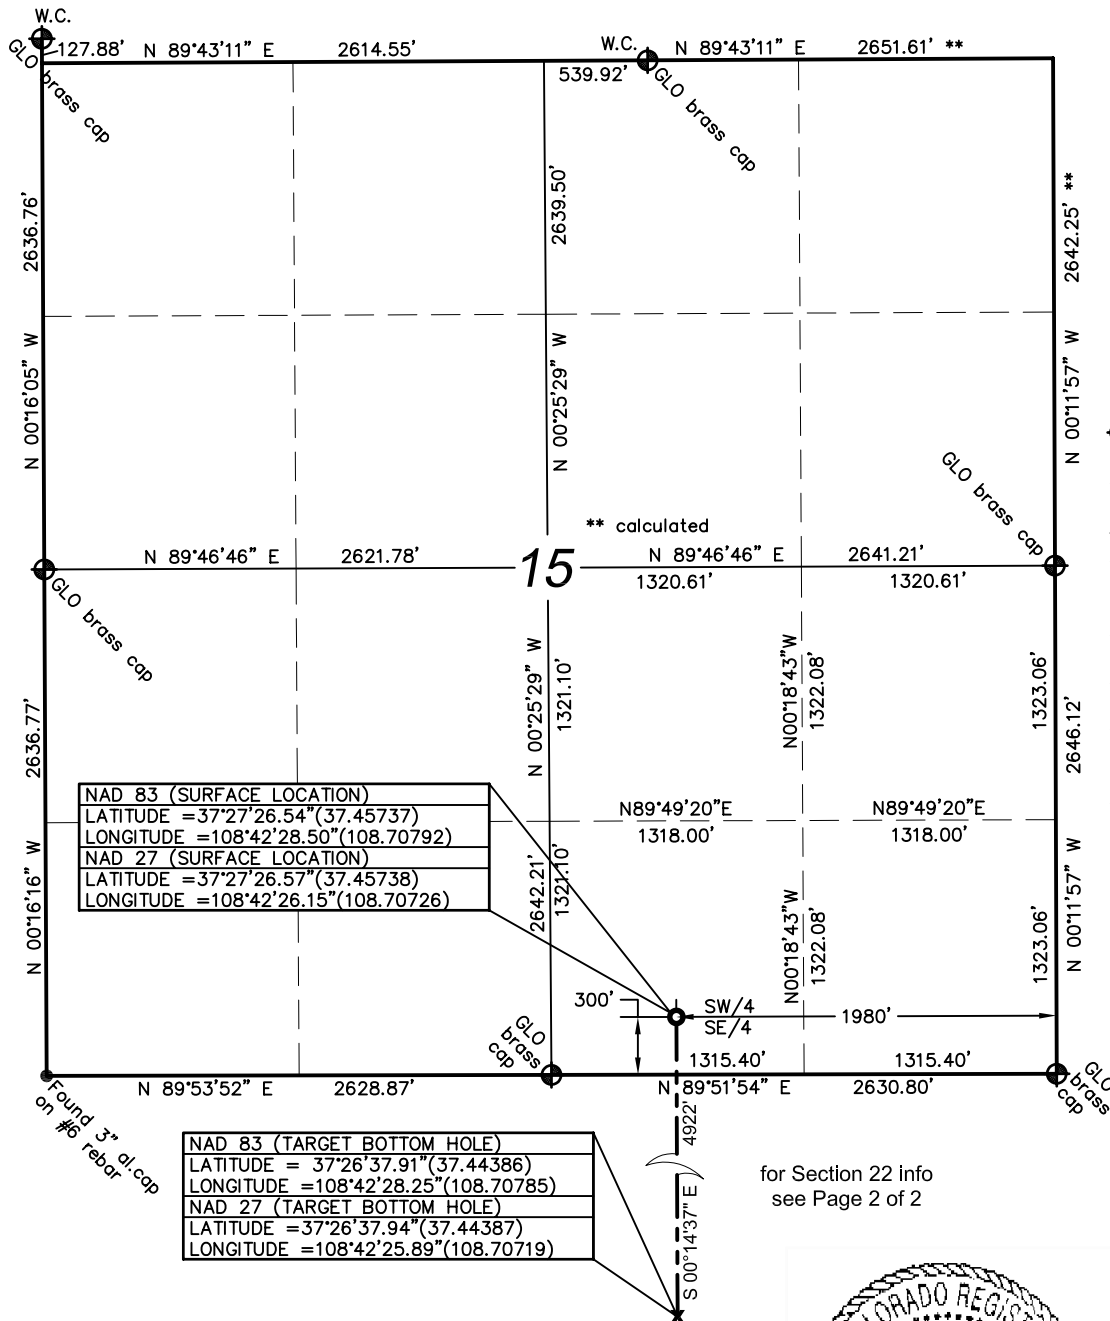 W.C.
GLO brass cap
127.88' N 89°43'11" E 2614.55'
W.C.
N 89°43'11" E 2651.61' **
539.92'
GLO brass cap
2636.76'
N 00°16'05" W
2639.50'
N 00°25'29" W
2642.25' **
N 00°11'57" W
GLO brass cap
** calculated
N 89°46'46" E 2621.78'
15
N 89°46'46" E 2641.21'
1320.61' 1320.61'
GLO brass cap
2636.77'
N 00°16'16" W
N 00°25'29" W
1321.10'
N00°18'43"W
1322.08'
1323.06'
2646.12'
NAD 83 (SURFACE LOCATION)
LATITUDE =37°27'26.54"(37.45737)
LONGITUDE =108°42'28.50"(108.70792)
NAD 27 (SURFACE LOCATION)
LATITUDE =37°27'26.57"(37.45738)
LONGITUDE =108°42'26.15"(108.70726)
N89°49'20"E N89°49'20"E
1318.00' 1318.00'
2642.21'
1321.10'
N00°18'43"W
1322.08'
1323.06'
N 00°11'57" W
300'
SW/4
SE/4
1980'
GLO brass cap
1315.40' 1315.40'
N 89°53'52" E 2628.87'
N 89°51'54" E 2630.80'
GLO brass cap
Found 3" al.cap
on #6 rebar
4922'
S 00°14'37" E
NAD 83 (TARGET BOTTOM HOLE)
LATITUDE = 37°26'37.91"(37.44386)
LONGITUDE =108°42'28.25"(108.70785)
NAD 27 (TARGET BOTTOM HOLE)
LATITUDE =37°26'37.94"(37.44387)
LONGITUDE =108°42'25.89"(108.70719)
for Section 22 info
see Page 2 of 2